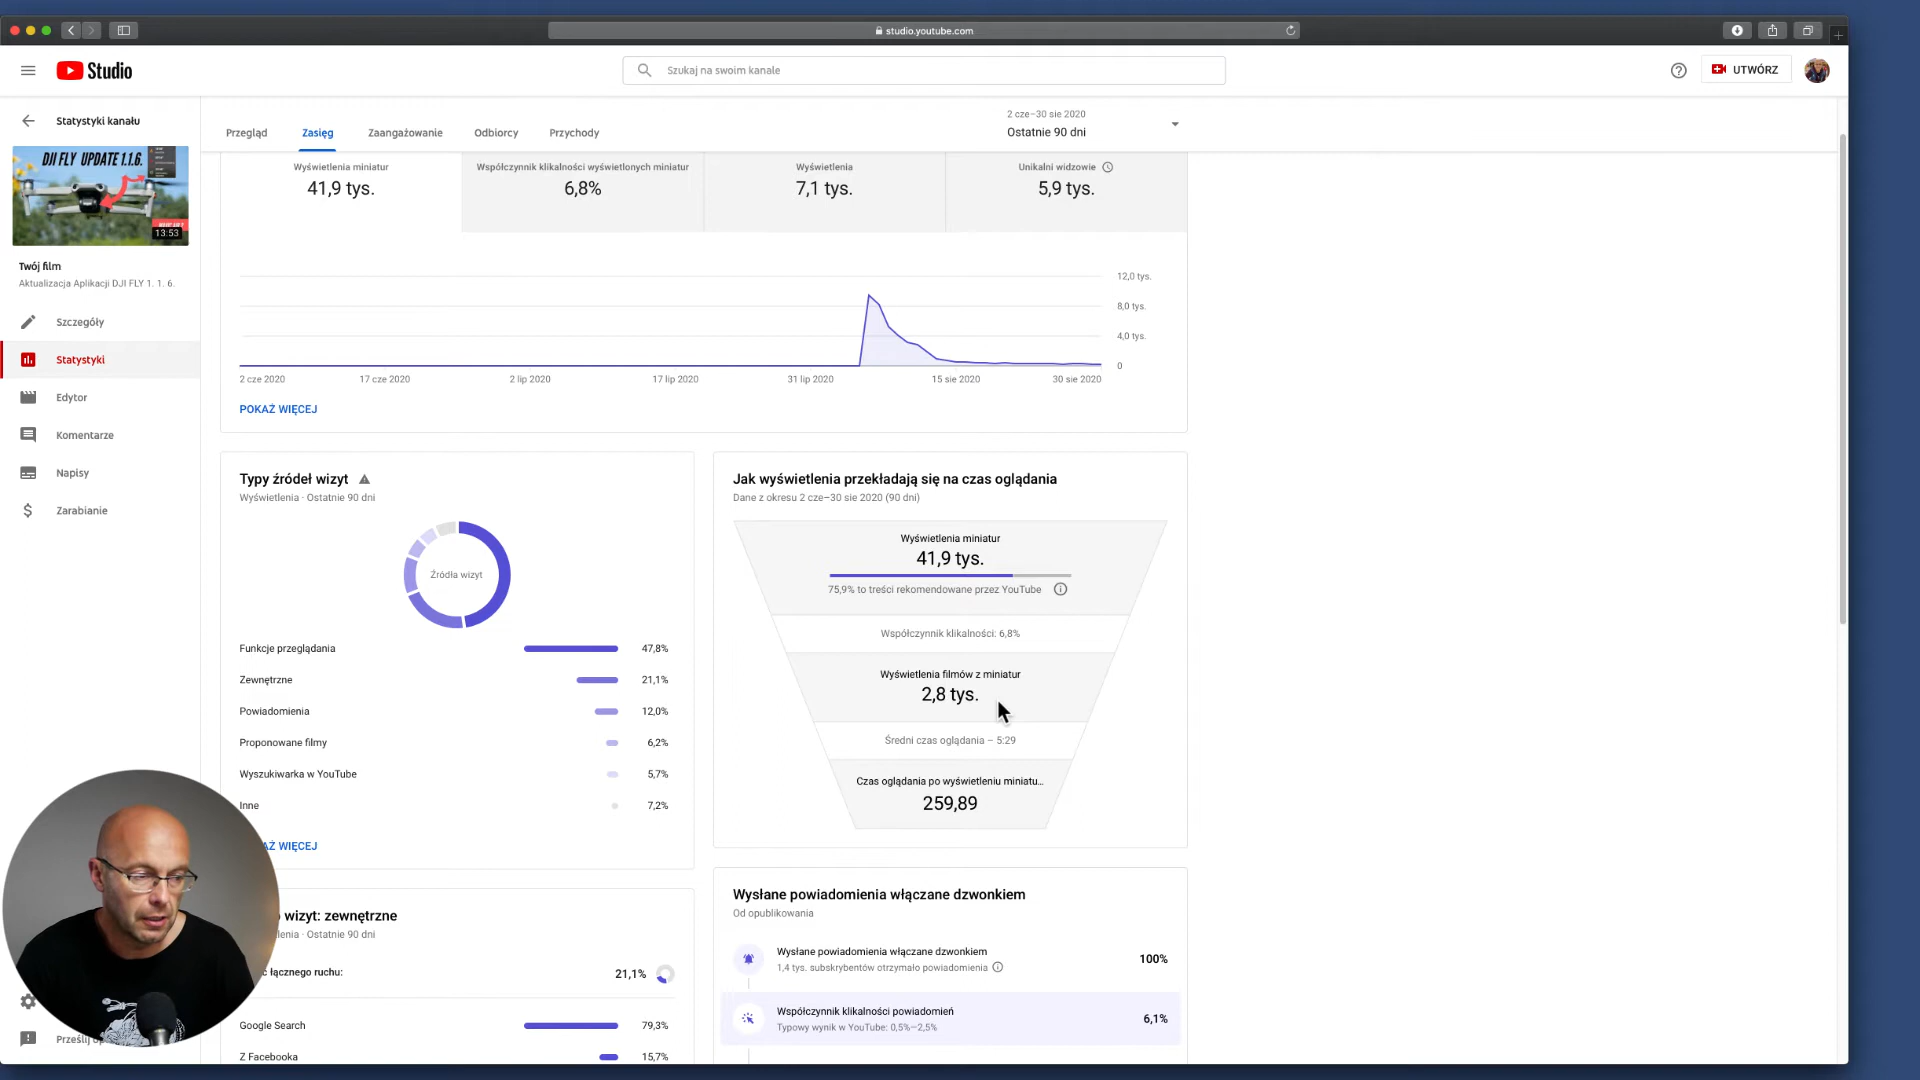 studio.youtube.com
Studio
Szukaj na swoim kanale
UTWÓRZ
Statystyki kanału
Przegląd
Zasięg
Zaangażowanie
Odbiorcy
Przychody
2 cze–30 sie 2020
Ostatnie 90 dni
DJI FLY UPDATE 1.1.6.
13:53
Twój film
Aktualizacja Aplikacji DJI FLY 1. 1. 6.
Szczegóły
Statystyki
Edytor
Komentarze
Napisy
Zarabianie
Wyświetlenia miniatur
41,9 tys.
Współczynnik klikalności wyświetlonych miniatur
6,8%
Wyświetlenia
7,1 tys.
Unikalni widzowie
5,9 tys.
12,0 tys.
8,0 tys.
4,0 tys.
0
2 cze 2020
17 cze 2020
2 lip 2020
17 lip 2020
31 lip 2020
15 sie 2020
30 sie 2020
POKAŻ WIĘCEJ
Typy źródeł wizyt
Wyświetlenia · Ostatnie 90 dni
Źródła wizyt
Funkcje przeglądania 47,8%
Zewnętrzne 21,1%
Powiadomienia 12,0%
Proponowane filmy 6,2%
Wyszukiwarka w YouTube 5,7%
Inne 7,2%
AŻ WIĘCEJ
Jak wyświetlenia przekładają się na czas oglądania
Dane z okresu 2 cze–30 sie 2020 (90 dni)
Wyświetlenia miniatur
41,9 tys.
75,9% to treści rekomendowane przez YouTube
Współczynnik klikalności: 6,8%
Wyświetlenia filmów z miniatur
2,8 tys.
Średni czas oglądania – 5:29
Czas oglądania po wyświetleniu miniatu…
259,89
wizyt: zewnętrzne
lenia · Ostatnie 90 dni
łącznego ruchu: 21,1%
Google Search 79,3%
Z Facebooka 15,7%
Wysłane powiadomienia włączane dzwonkiem
Od opublikowania
Wysłane powiadomienia włączane dzwonkiem
1,4 tys. subskrybentów otrzymało powiadomienia
100%
Współczynnik klikalności powiadomień
Typowy wynik w YouTube: 0,5%–2,5%
6,1%
Prześlij